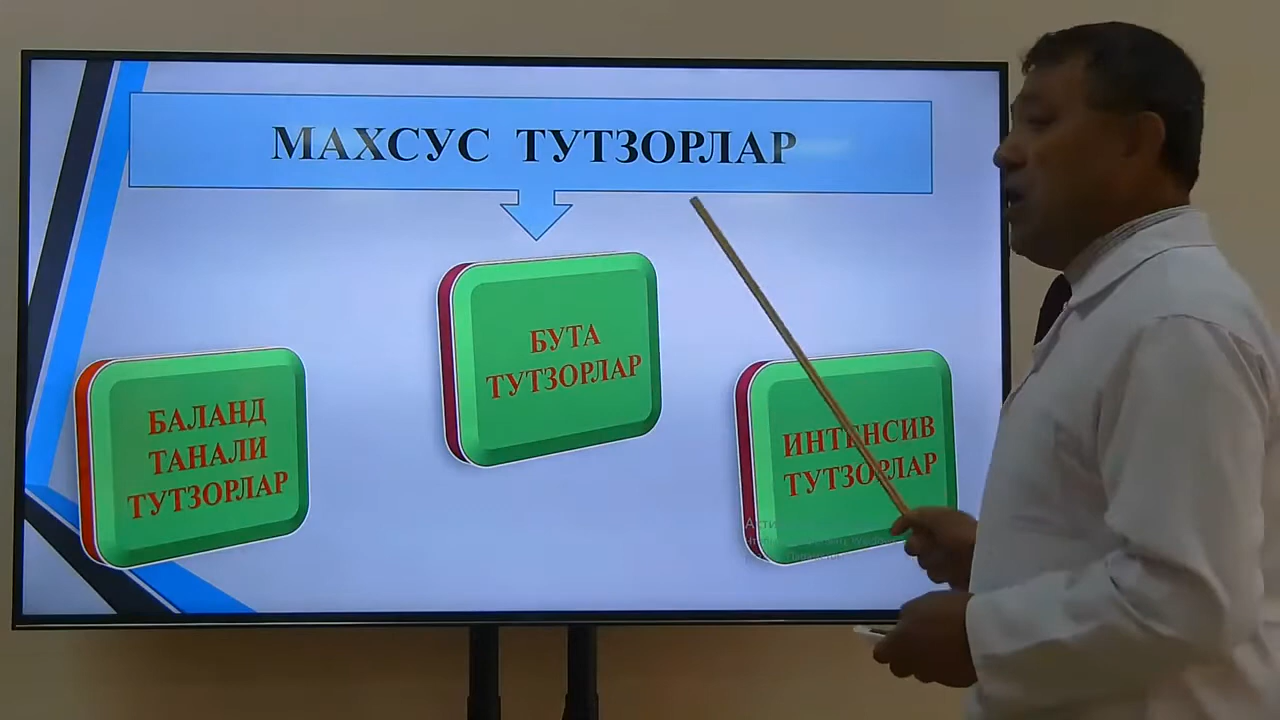 МАХСУС ТУТЗОРЛАР
БУТА
ТУТЗОРЛАР
БАЛАНД
ТАНАЛИ
ТУТЗОРЛАР
ИНТЕНСИВ
ТУТЗОРЛАР